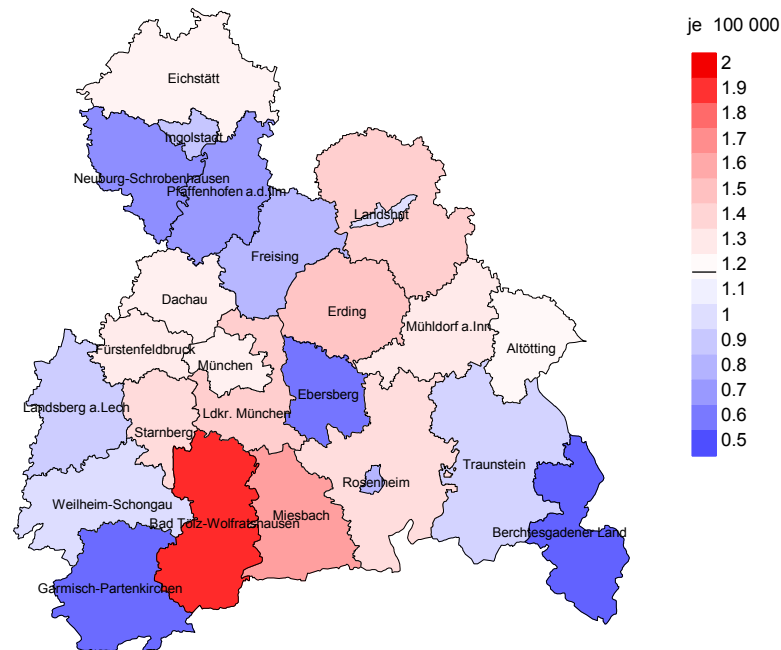 je 100 000
2
1.9
1.8
1.7
1.6
1.5
1.4
1.3
1.2
1.1
1
0.9
0.8
0.7
0.6
0.5
Eichstätt
Ingolstadt
Neuburg-Schrobenhausen
Pfaffenhofen a.d.Ilm
Landshut
Freising
Dachau
Erding
Mühldorf a.Inn
Fürstenfeldbruck
München
Altötting
Ebersberg
Landsberg a.Lech
Ldkr. München
Starnberg
Traunstein
Rosenheim
Weilheim-Schongau
Miesbach
Bad Tölz-Wolfratshausen
Berchtesgadener Land
Garmisch-Partenkirchen